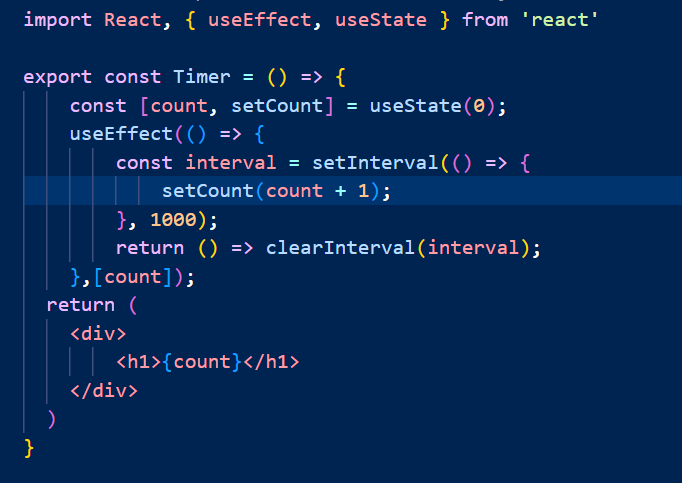 import React, { useEffect, useState } from 'react'
export const Timer = () => {
const [count, setCount] = useState(0);
useEffect(() => {
const interval = setInterval(() => {
setCount(count + 1);
}, 1000);
return () => clearInterval(interval);
},[count]);
return (
<div>
<h1>{count}</h1>
</div>
)
}